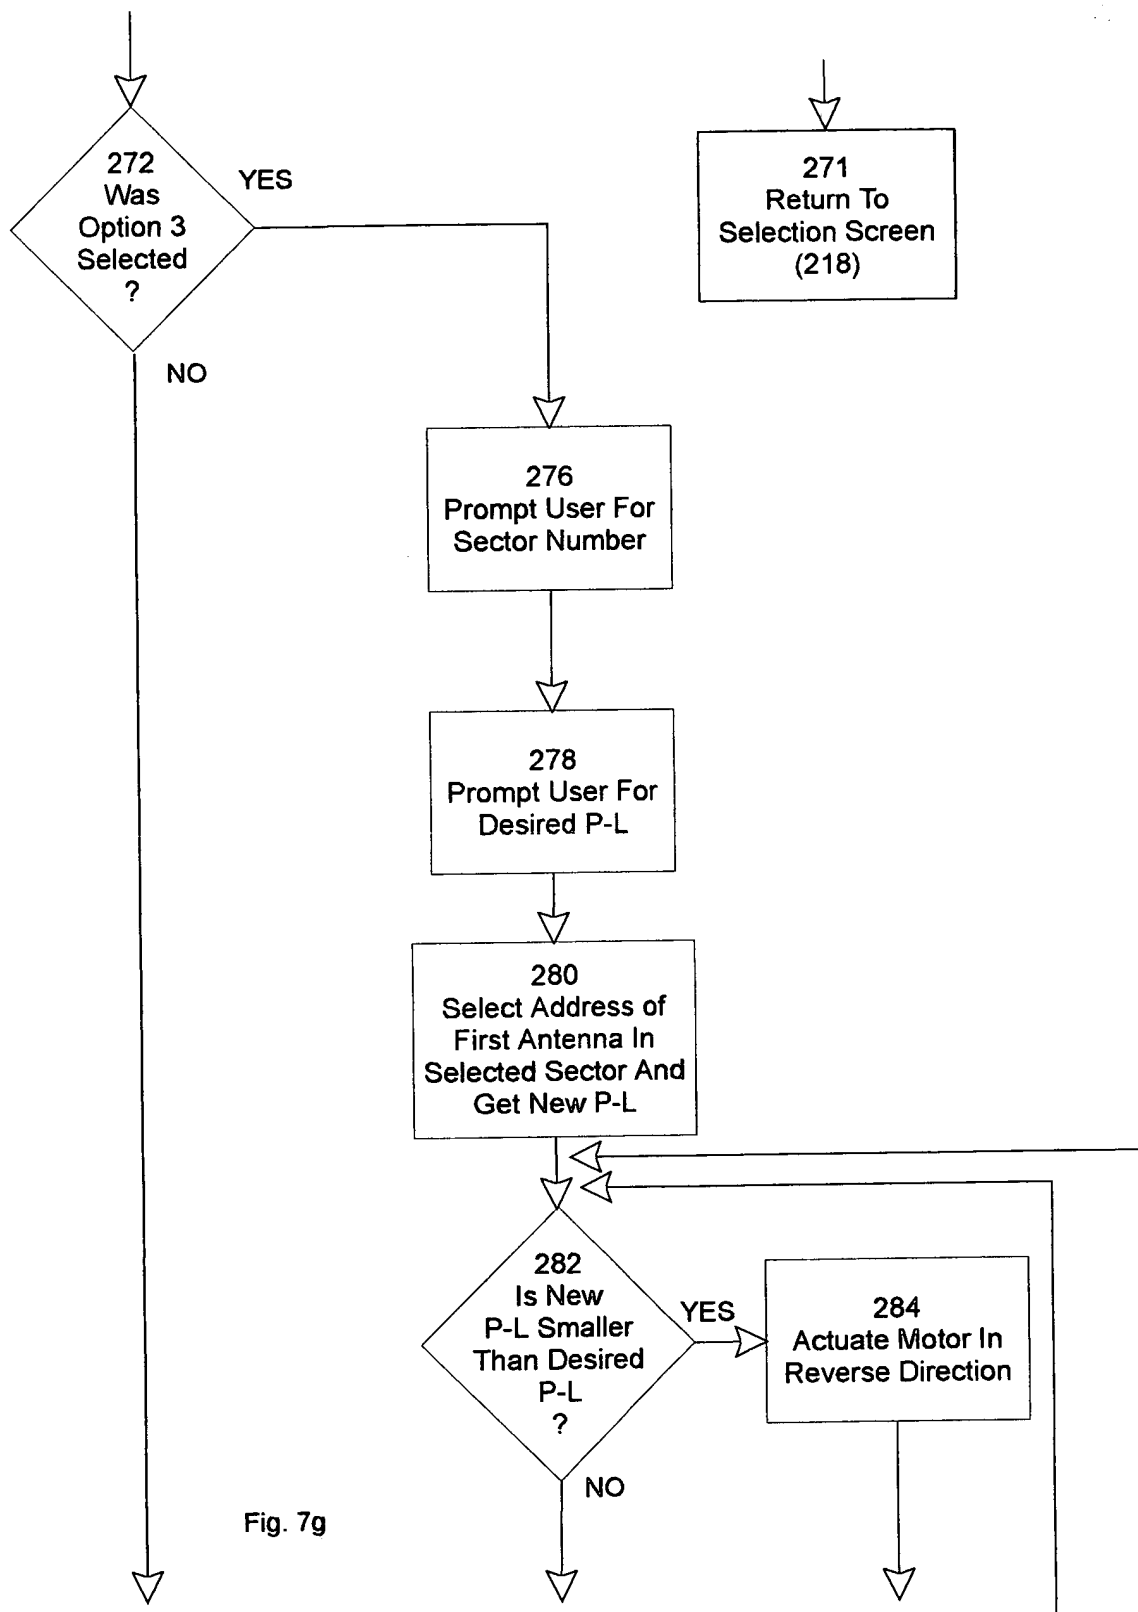 272
Was
Option 3
Selected
?
YES
NO
271
Return To
Selection Screen
(218)
276
Prompt User For
Sector Number
278
Prompt User For
Desired P-L
280
Select Address of
First Antenna In
Selected Sector And
Get New P-L
282
Is New
P-L Smaller
Than Desired
P-L
?
YES
NO
284
Actuate Motor In
Reverse Direction
Fig. 7g